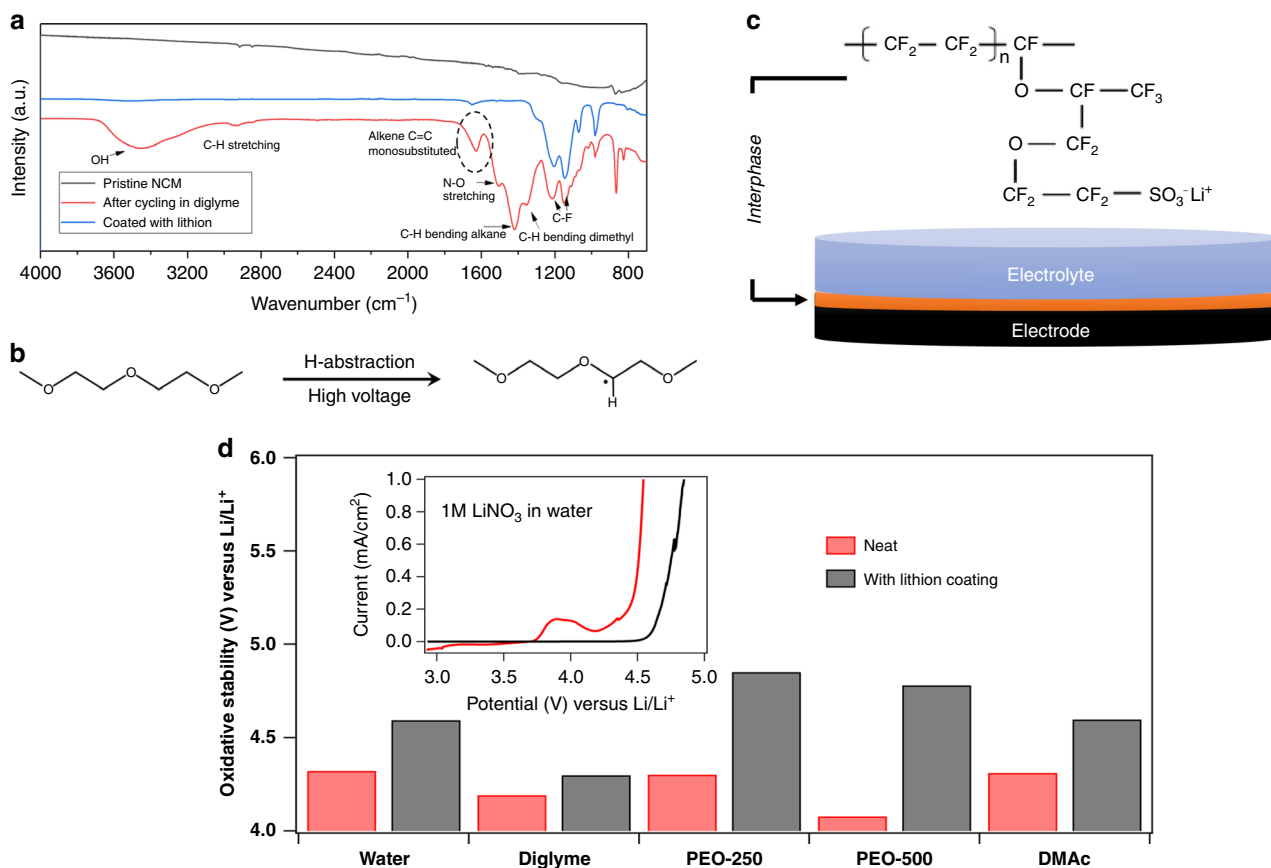 a
Intensity (a.u.)
OH
C-H stretching
Alkene C=C
monosubstituted
N-O
stretching
C-F
C-H bending alkane
C-H bending dimethyl
Pristine NCM
After cycling in diglyme
Coated with lithion
4000 3600 3200 2800 2400 2000 1600 1200 800
Wavenumber (cm⁻¹)
b
O O O
H-abstraction
High voltage
O O O
•
H
c
CF₂ CF₂ n CF
O CF CF₃
O CF₂
CF₂ CF₂ SO₃⁻Li⁺
Interphase
Electrolyte
Electrode
d
Oxidative stability (V) versus Li/Li⁺
6.0
5.5
5.0
4.5
4.0
Current (mA/cm²)
1.0
0.8
0.6
0.4
0.2
0.0
1M LiNO₃ in water
3.0 3.5 4.0 4.5 5.0
Potential (V) versus Li/Li⁺
Neat
With lithion coating
Water Diglyme PEO-250 PEO-500 DMAc